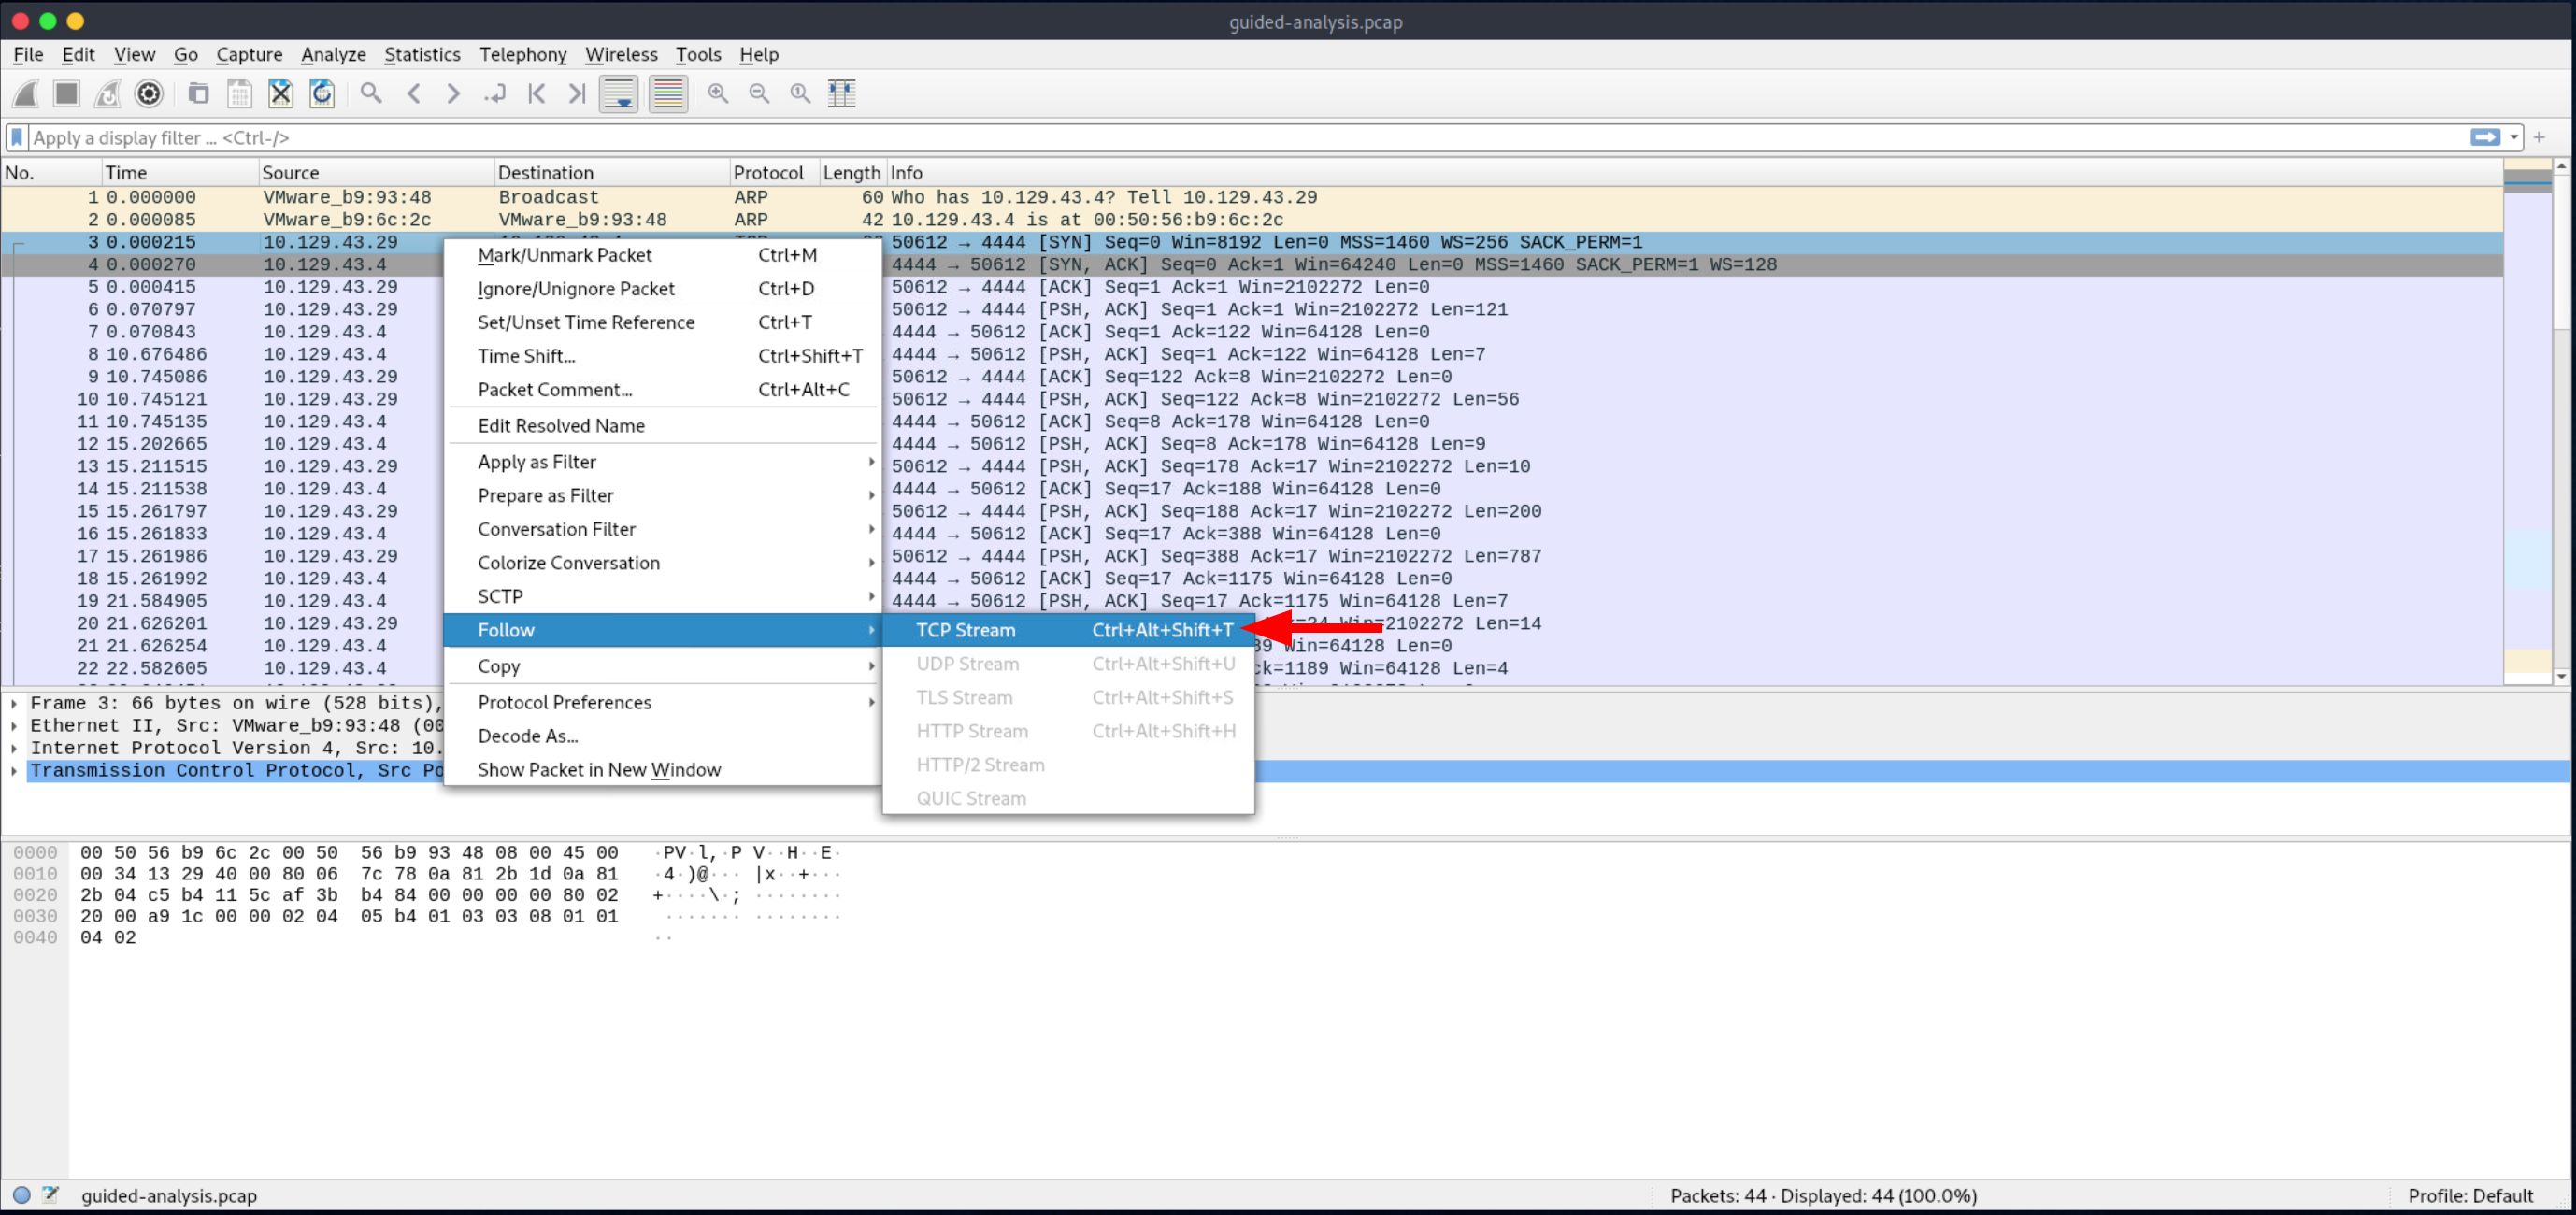 guided-analysis.pcap
File Edit View Go Capture Analyze Statistics Telephony Wireless Tools Help
Apply a display filter ... <Ctrl-/>
No. Time Source Destination Protocol Length Info
1 0.000000 VMware_b9:93:48 Broadcast ARP 60 Who has 10.129.43.4? Tell 10.129.43.29
2 0.000085 VMware_b9:6c:2c VMware_b9:93:48 ARP 42 10.129.43.4 is at 00:50:56:b9:6c:2c
3 0.000215 10.129.43.29 50612 → 4444 [SYN] Seq=0 Win=8192 Len=0 MSS=1460 WS=256 SACK_PERM=1
4 0.000270 10.129.43.4 4444 → 50612 [SYN, ACK] Seq=0 Ack=1 Win=64240 Len=0 MSS=1460 SACK_PERM=1 WS=128
5 0.000415 10.129.43.29 50612 → 4444 [ACK] Seq=1 Ack=1 Win=2102272 Len=0
6 0.070797 10.129.43.29 50612 → 4444 [PSH, ACK] Seq=1 Ack=1 Win=2102272 Len=121
7 0.070843 10.129.43.4 4444 → 50612 [ACK] Seq=1 Ack=122 Win=64128 Len=0
8 10.676486 10.129.43.4 4444 → 50612 [PSH, ACK] Seq=1 Ack=122 Win=64128 Len=7
9 10.745086 10.129.43.29 50612 → 4444 [ACK] Seq=122 Ack=8 Win=2102272 Len=0
10 10.745121 10.129.43.29 50612 → 4444 [PSH, ACK] Seq=122 Ack=8 Win=2102272 Len=56
11 10.745135 10.129.43.4 4444 → 50612 [ACK] Seq=8 Ack=178 Win=64128 Len=0
12 15.202665 10.129.43.4 4444 → 50612 [PSH, ACK] Seq=8 Ack=178 Win=64128 Len=9
13 15.211515 10.129.43.29 50612 → 4444 [PSH, ACK] Seq=178 Ack=17 Win=2102272 Len=10
14 15.211538 10.129.43.4 4444 → 50612 [ACK] Seq=17 Ack=188 Win=64128 Len=0
15 15.261797 10.129.43.29 50612 → 4444 [PSH, ACK] Seq=188 Ack=17 Win=2102272 Len=200
16 15.261833 10.129.43.4 4444 → 50612 [ACK] Seq=17 Ack=388 Win=64128 Len=0
17 15.261986 10.129.43.29 50612 → 4444 [PSH, ACK] Seq=388 Ack=17 Win=2102272 Len=787
18 15.261992 10.129.43.4 4444 → 50612 [ACK] Seq=17 Ack=1175 Win=64128 Len=0
19 21.584905 10.129.43.4 4444 → 50612 [PSH, ACK] Seq=17 Ack=1175 Win=64128 Len=7
20 21.626201 10.129.43.29 =2102272 Len=14
21 21.626254 10.129.43.4 Win=64128 Len=0
22 22.582605 10.129.43.4 ck=1189 Win=64128 Len=4
Mark/Unmark Packet Ctrl+M
Ignore/Unignore Packet Ctrl+D
Set/Unset Time Reference Ctrl+T
Time Shift... Ctrl+Shift+T
Packet Comment... Ctrl+Alt+C
Edit Resolved Name
Apply as Filter
Prepare as Filter
Conversation Filter
Colorize Conversation
SCTP
Follow
Copy
Protocol Preferences
Decode As...
Show Packet in New Window
TCP Stream Ctrl+Alt+Shift+T
UDP Stream Ctrl+Alt+Shift+U
TLS Stream Ctrl+Alt+Shift+S
HTTP Stream Ctrl+Alt+Shift+H
HTTP/2 Stream
QUIC Stream
Frame 3: 66 bytes on wire (528 bits),
Ethernet II, Src: VMware_b9:93:48 (00
Internet Protocol Version 4, Src: 10.
Transmission Control Protocol, Src Po
0000 00 50 56 b9 6c 2c 00 50 56 b9 93 48 08 00 45 00 ·PV·l,·P V··H··E·
0010 00 34 13 29 40 00 80 06 7c 78 0a 81 2b 1d 0a 81 ·4·)@··· |x··+···
0020 2b 04 c5 b4 11 5c af 3b b4 84 00 00 00 00 80 02 +····\·; ········
0030 20 00 a9 1c 00 00 02 04 05 b4 01 03 03 08 01 01 ······· ········
0040 04 02 ··
guided-analysis.pcap Packets: 44 · Displayed: 44 (100.0%) Profile: Default